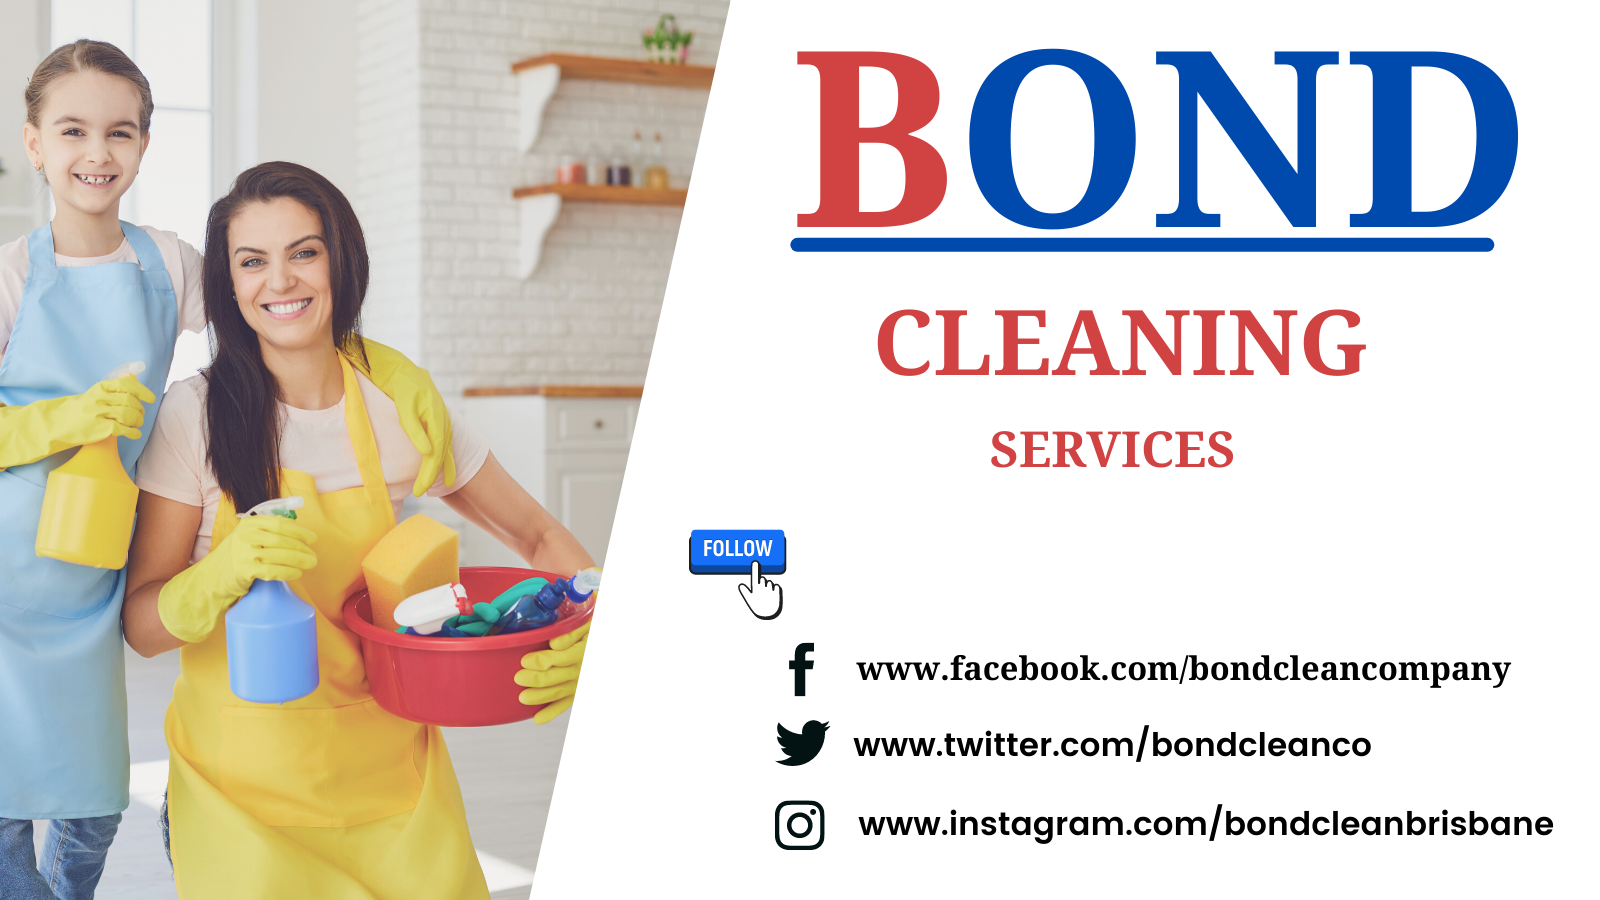 BOND
CLEANING
SERVICES
FOLLOW
www.facebook.com/bondcleancompany
www.twitter.com/bondcleanco
www.instagram.com/bondcleanbrisbane